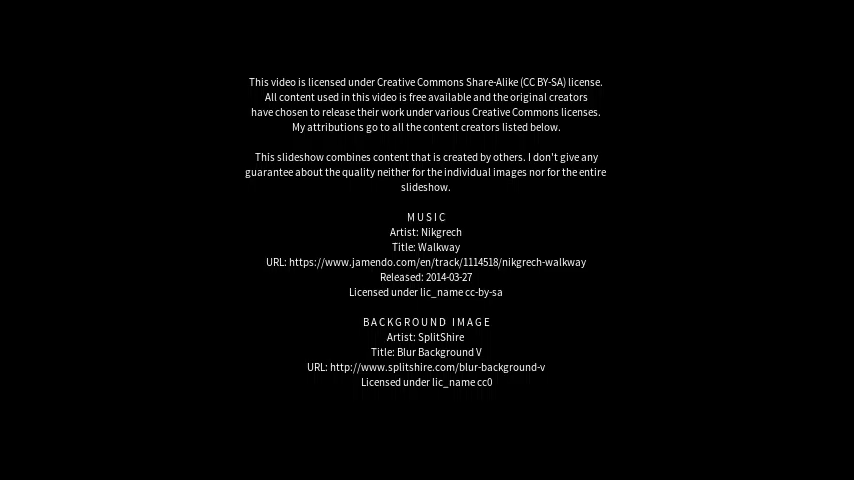 This video is licensed under Creative Commons Share-Alike (CC BY-SA) license.
All content used in this video is free available and the original creators
have chosen to release their work under various Creative Commons licenses.
My attributions go to all the content creators listed below.
This slideshow combines content that is created by others. I don't give any
guarantee about the quality neither for the individual images nor for the entire
slideshow.
MUSIC
Artist: Nikgrech
Title: Walkway
URL: https://www.jamendo.com/en/track/1114518/nikgrech-walkway
Released: 2014-03-27
Licensed under lic_name cc-by-sa
BACKGROUND IMAGE
Artist: SplitShire
Title: Blur Background V
URL: http://www.splitshire.com/blur-background-v
Licensed under lic_name cc0